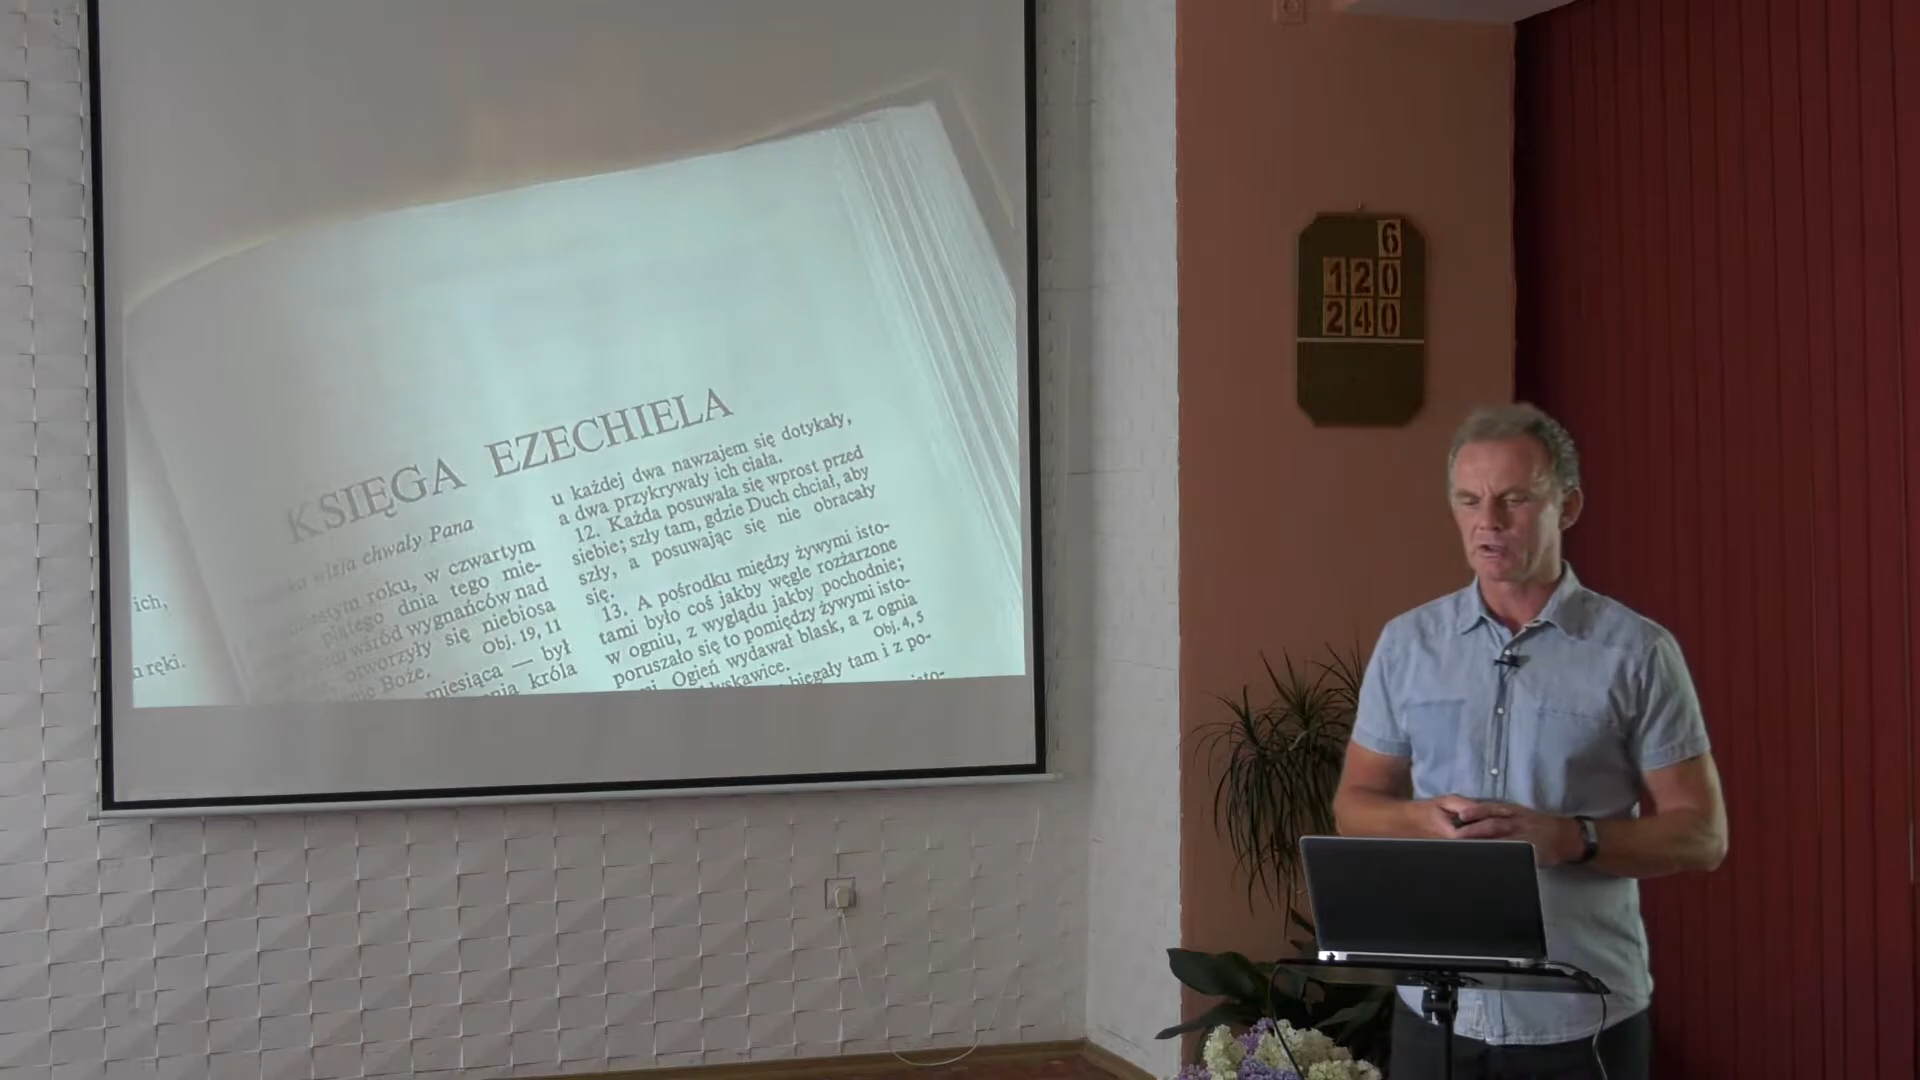 KSIĘGA EZECHIELA
wizja chwały Pana
roku, w czwartym
piątego dnia tego mie-
wśród wygnańców nad
otworzyły się niebiosa
Boże. Obj. 19, 11
miesiąca — był
króla
u każdej dwa nawzajem się dotykały,
a dwa przykrywały ich ciała.
12. Każda posuwała się wprost przed
siebie; szły tam, gdzie Duch chciał, aby
szły, a posuwając się nie obracały
się.
13. A pośrodku między żywymi isto-
tami było coś jakby węgle rozżarzone
w ogniu, z wyglądu jakby pochodnie;
poruszało się to pomiędzy żywymi isto-
Ogień wydawał blask, a z ognia
Obj. 4, 5
biegały tam i z po-
ich,
ręki.
6
120
240